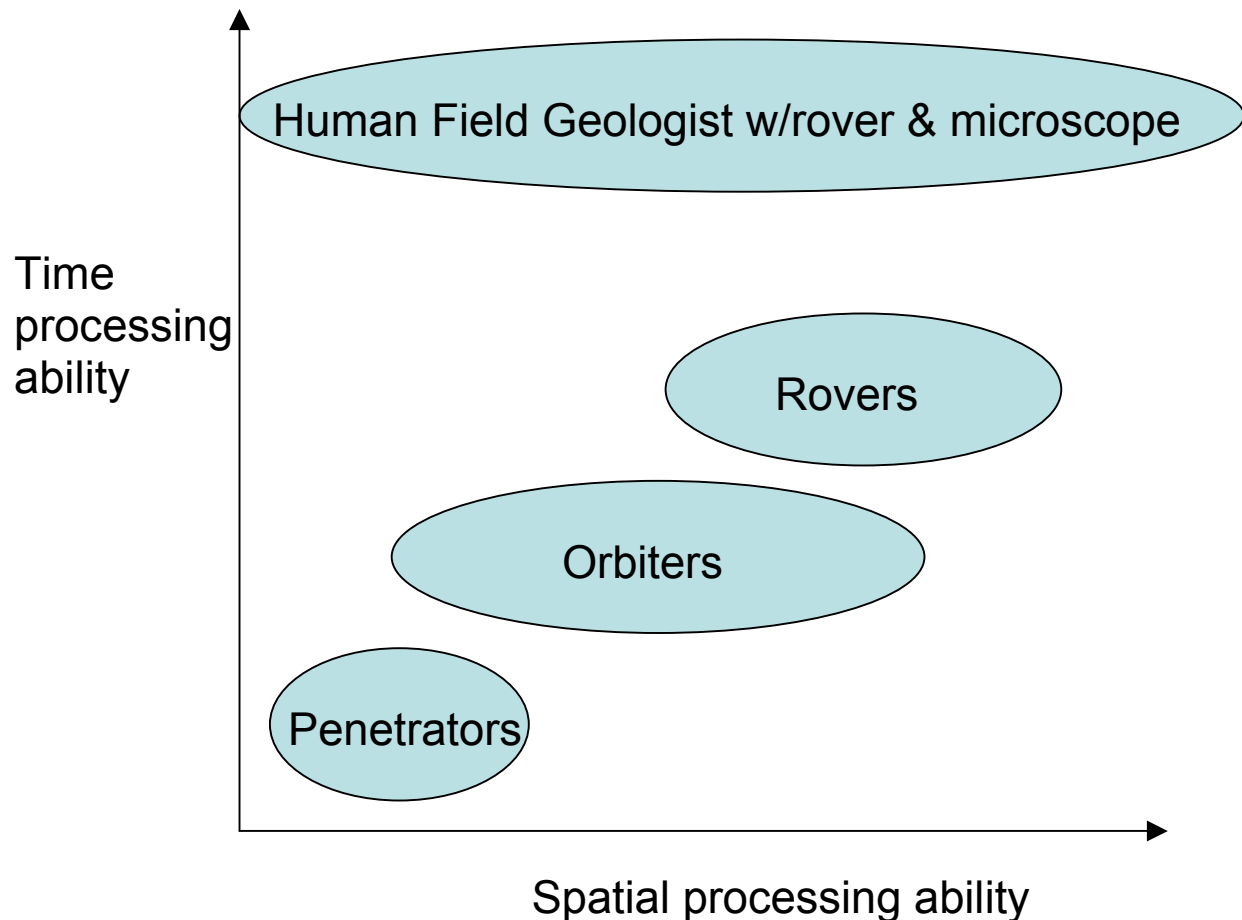 Human Field Geologist w/rover & microscope
Time
processing
ability
Rovers
Orbiters
Penetrators
Spatial processing ability